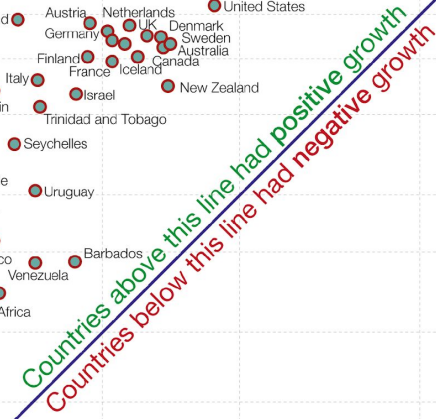 d
United States
Austria
Netherlands
UK
Denmark
Germany
Sweden
Australia
Finland
France
Iceland
Canada
Italy
Israel
New Zealand
in
Trinidad and Tobago
Seychelles
e
Uruguay
co
Barbados
Venezuela
Africa
Countries above this line had positive growth
Countries below this line had negative growth